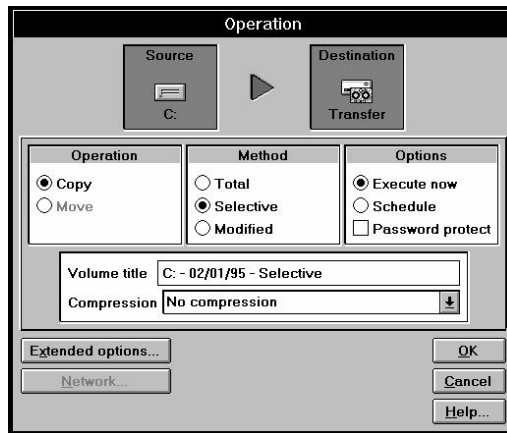 Operation
Source
C:
Destination
Transfer
Operation
Copy
Move
Method
Total
Selective
Modified
Options
Execute now
Schedule
Password protect
Volume title C: - 02/01/95 - Selective
Compression No compression
Extended options...
Network...
OK
Cancel
Help...